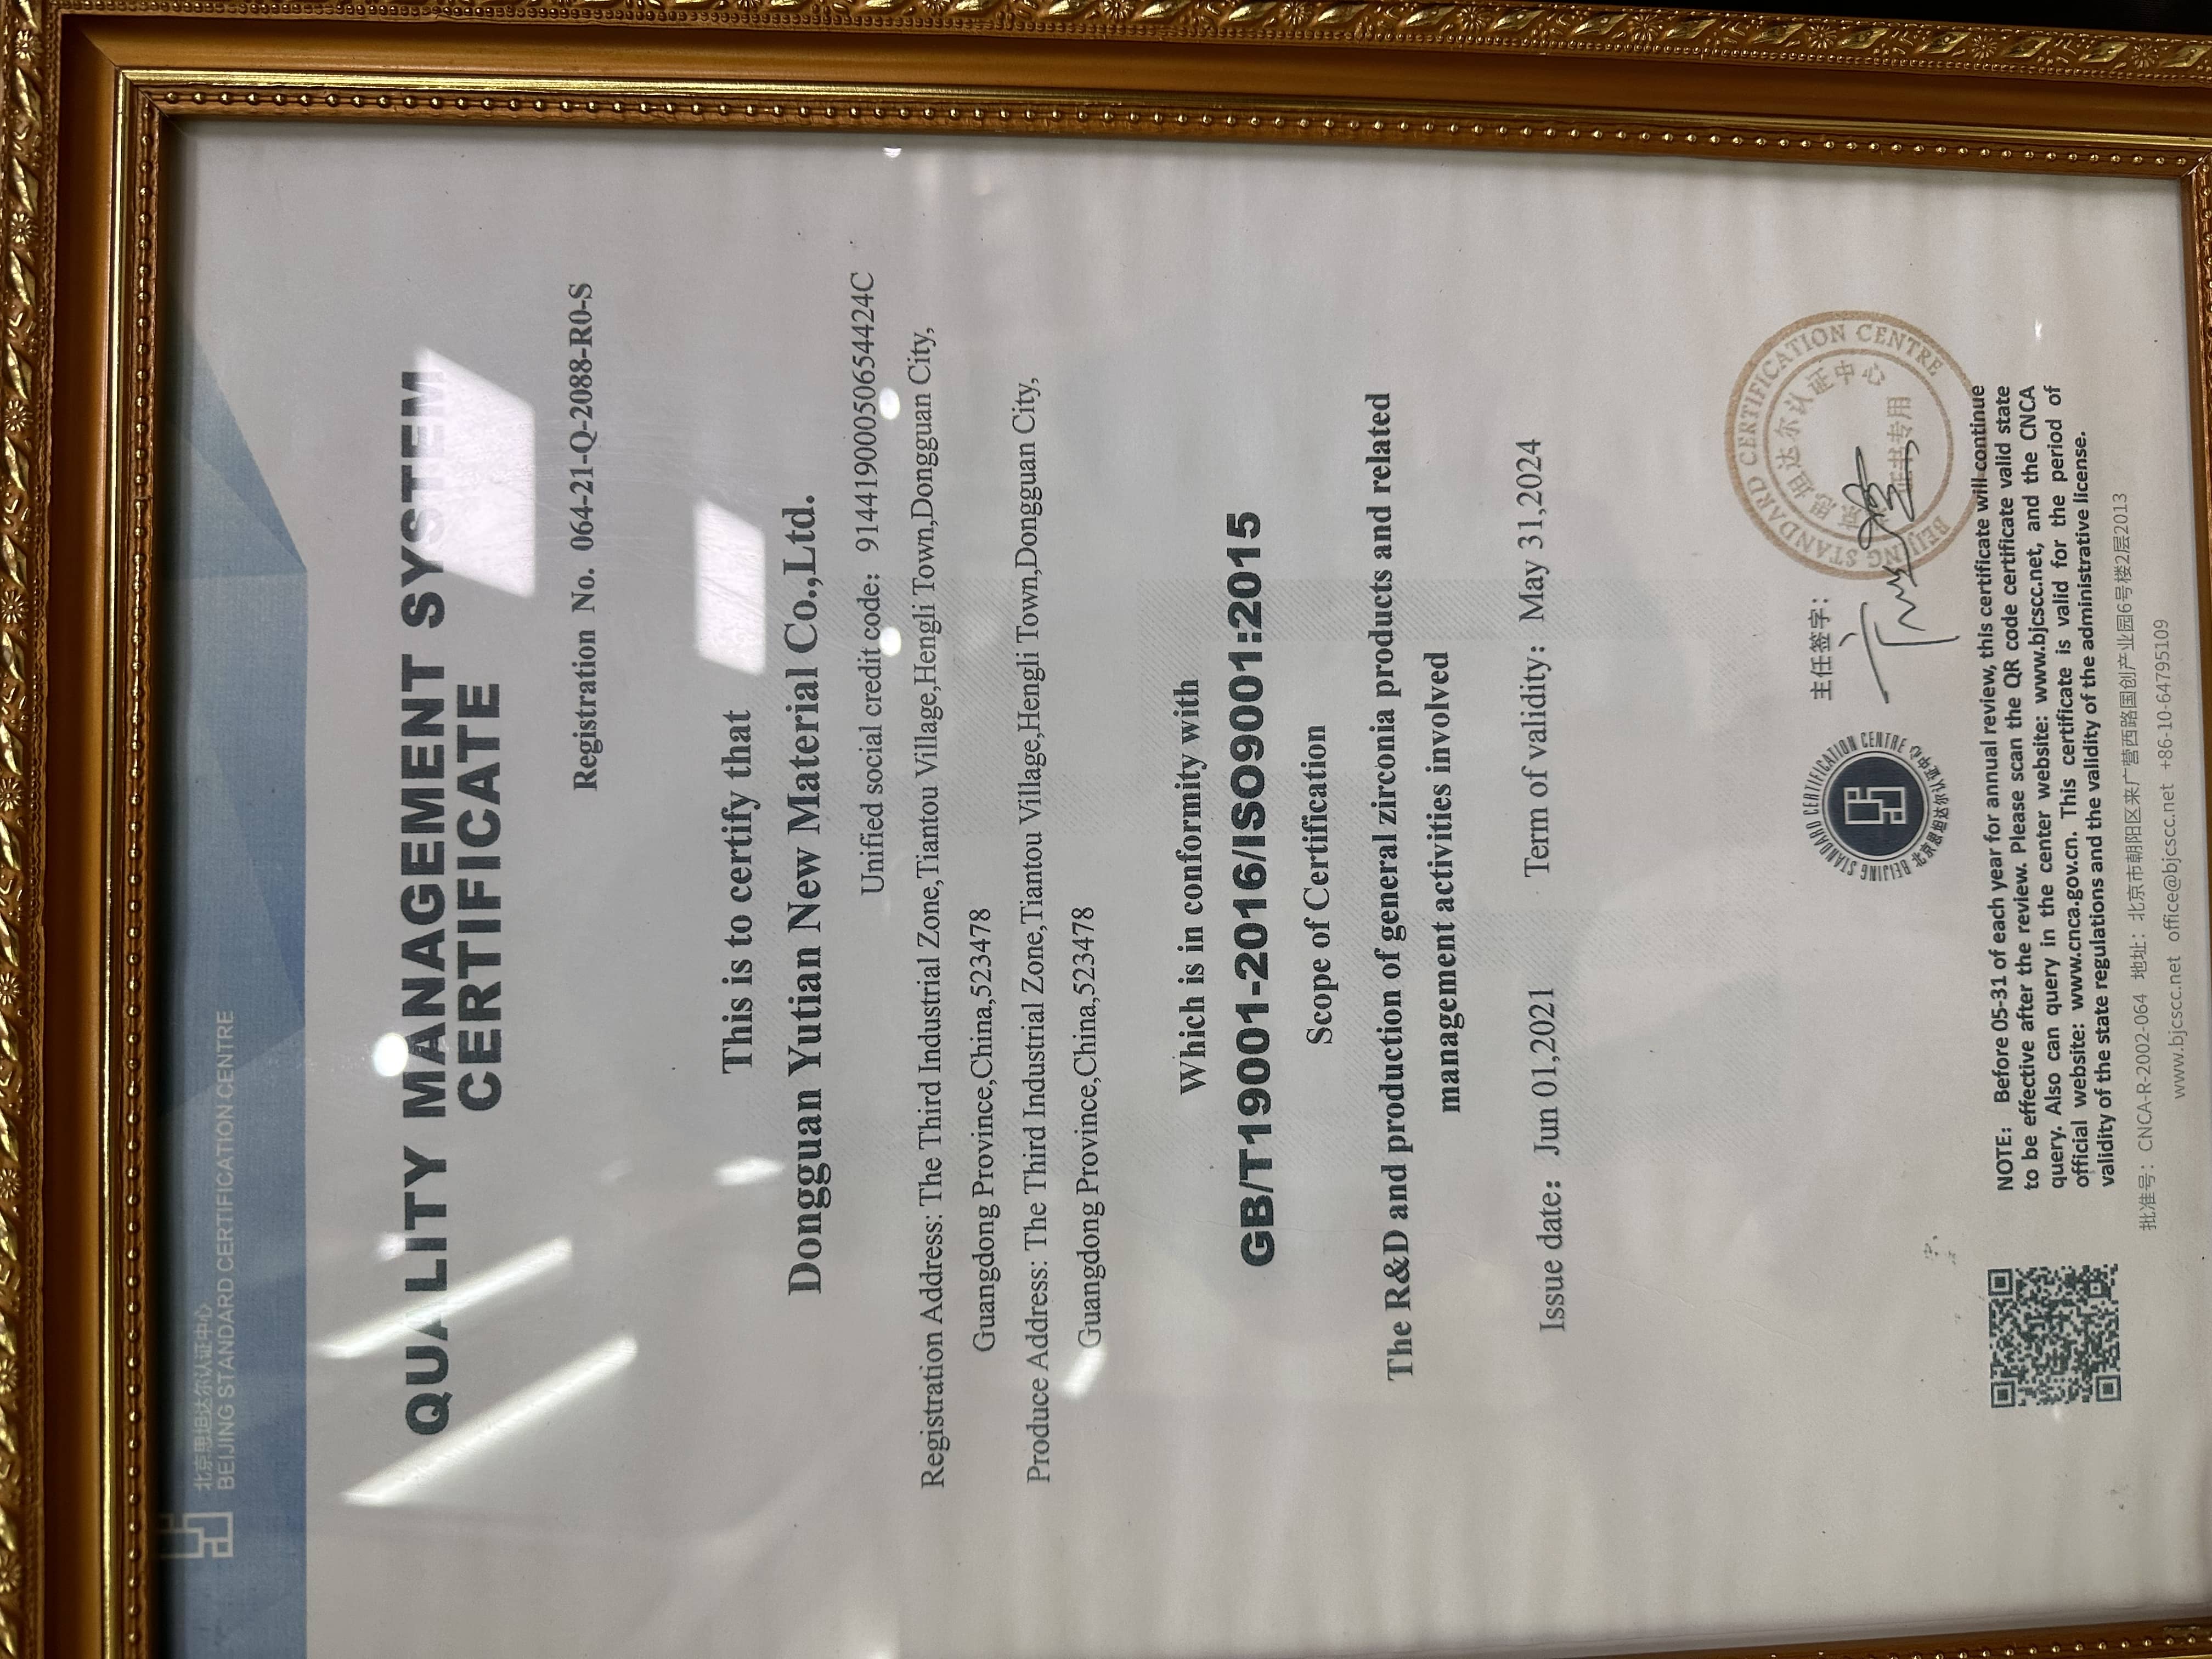 北京思坦达尔认证中心
BEIJING STANDARD CERTIFICATION CENTRE
QUALITY MANAGEMENT SYSTEM
CERTIFICATE
Registration No. 064-21-Q-2088-R0-S
This is to certify that
Dongguan Yutian New Material Co.,Ltd.
Unified social credit code: 91441900050654424C
Registration Address: The Third Industrial Zone,Tiantou Village,Hengli Town,Dongguan City,
Guangdong Province,China,523478
Produce Address: The Third Industrial Zone,Tiantou Village,Hengli Town,Dongguan City,
Guangdong Province,China,523478
Which is in conformity with
GB/T19001-2016/ISO9001:2015
Scope of Certification
The R&D and production of general zirconia products and related
management activities involved
Issue date: Jun 01,2021 Term of validity: May 31,2024
主任签字:
BEIJING STANDARD CERTIFICATION CENTRE
北京思坦达尔认证中心
BEIJING STANDARD CERTIFICATION CENTRE
思坦达尔认证中心
证书专用
NOTE: Before 05-31 of each year for annual review, this certificate will continue
to be effective after the review. Please scan the QR code certificate valid state
query. Also can query in the center website: www.bjcscc.net, and the CNCA
official website: www.cnca.gov.cn. This certificate is valid for the period of
validity of the state regulations and the validity of the administrative license.
批准号: CNCA-R-2002-064 地址: 北京市朝阳区来广营西路国创产业园6号楼2层2013
www.bjcscc.net office@bjcscc.net +86-10-64795109